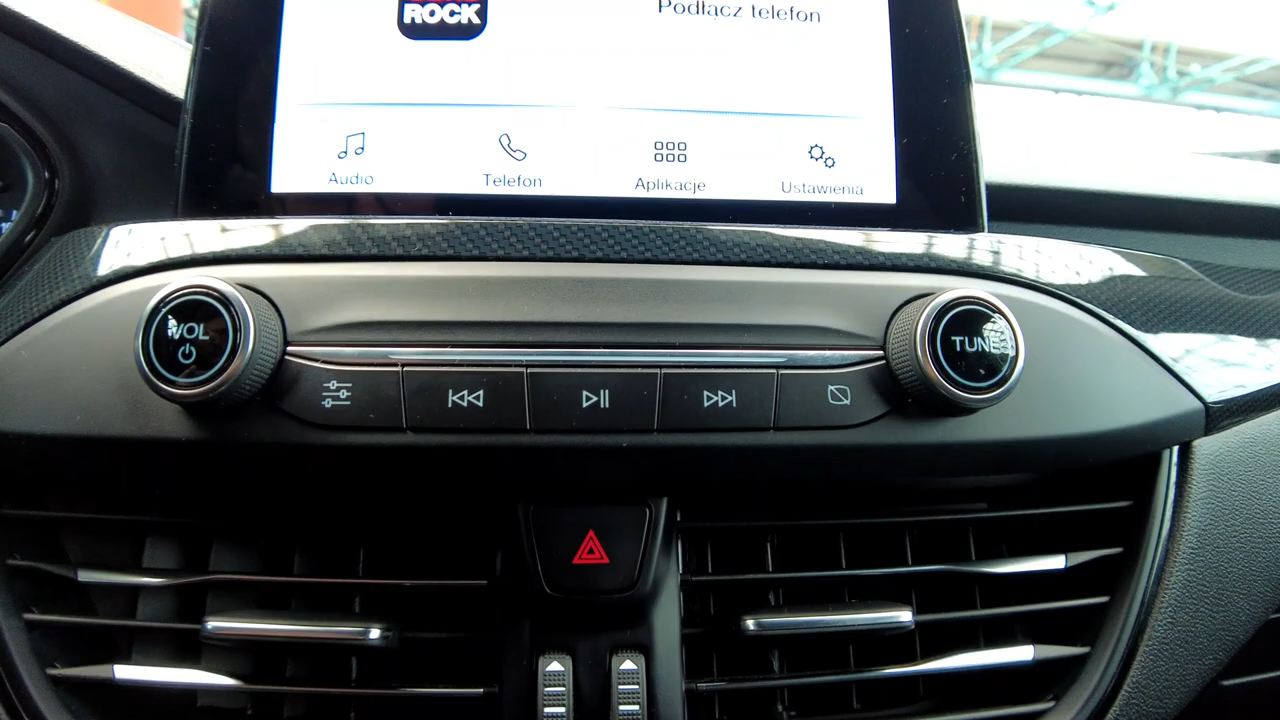 ROCK
Podłącz telefon
Audio
Telefon
Aplikacje
Ustawienia
VOL
TUNE